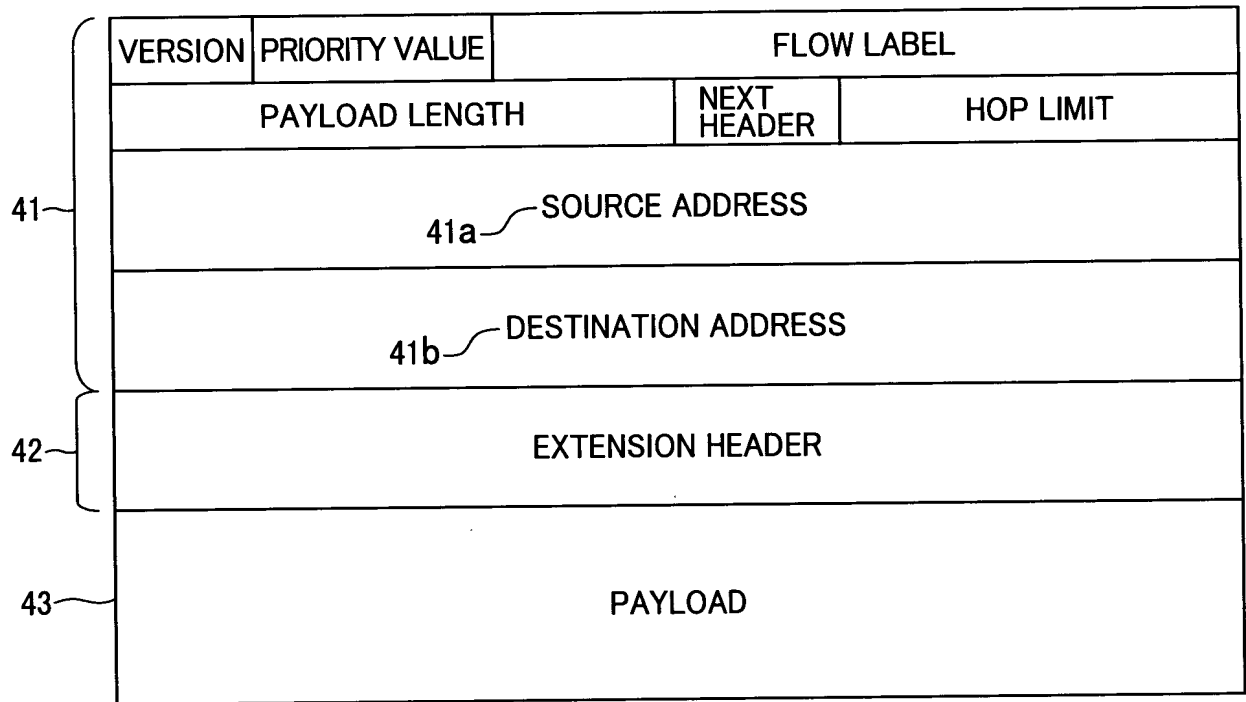 VERSION PRIORITY VALUE FLOW LABEL
PAYLOAD LENGTH NEXT HEADER HOP LIMIT
41
41a SOURCE ADDRESS
41b DESTINATION ADDRESS
42 EXTENSION HEADER
43 PAYLOAD